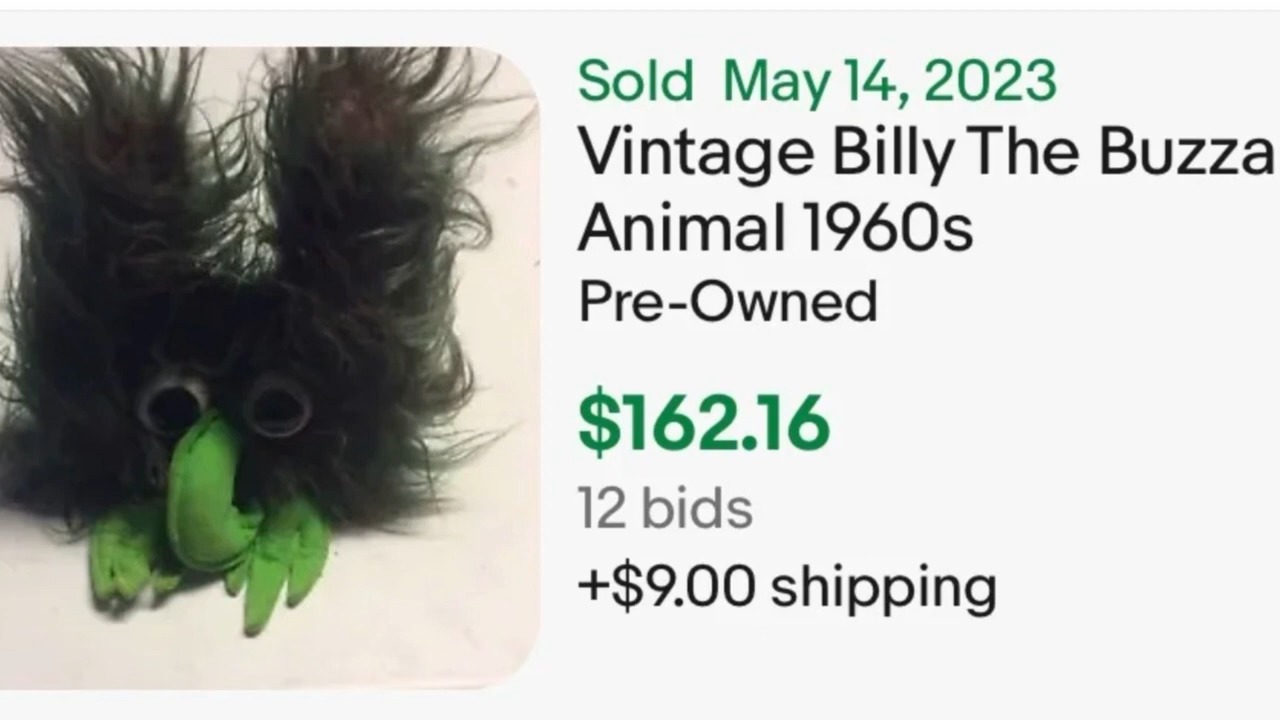 Sold May 14, 2023
Vintage Billy The Buzza
Animal 1960s
Pre-Owned
$162.16
12 bids
+$9.00 shipping